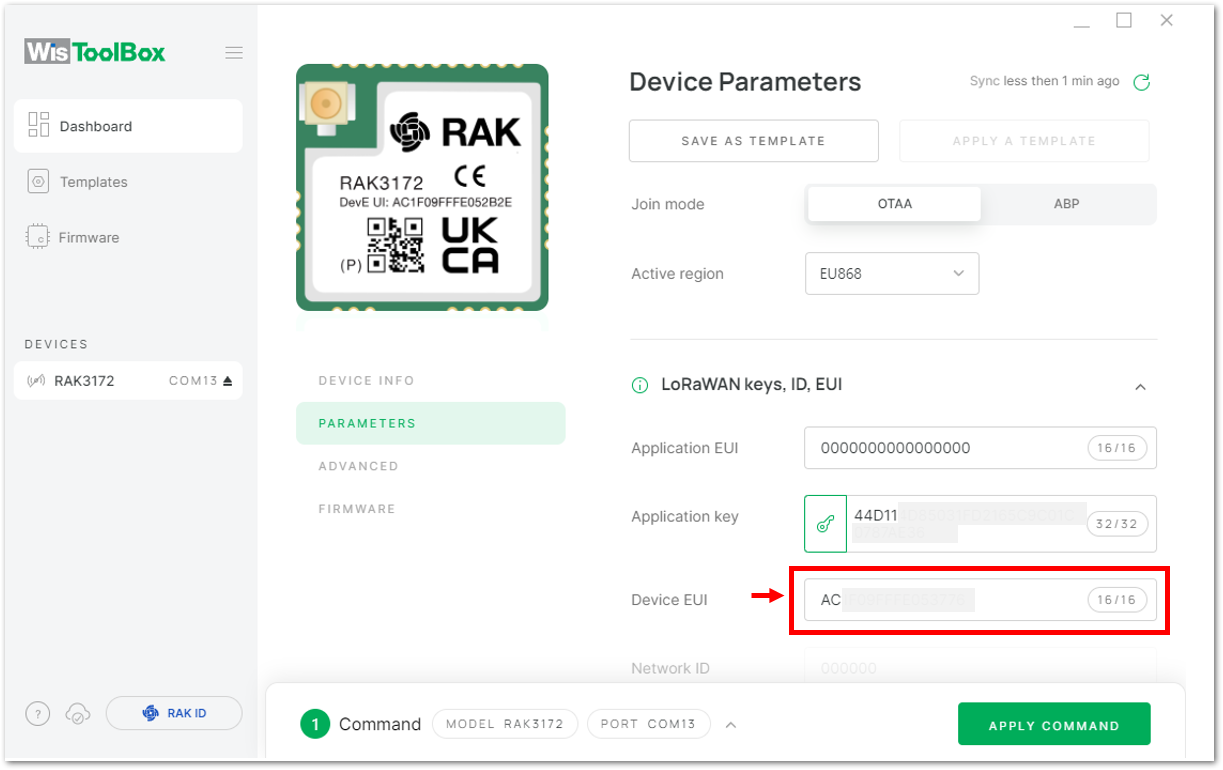 WisToolBox
Dashboard
Templates
Firmware
DEVICES
RAK3172 COM13
?
RAK ID
RAK
RAK3172
DevE UI: AC1F09FFFE052B2E
CE
(P)
UK
CA
DEVICE INFO
PARAMETERS
ADVANCED
FIRMWARE
Device Parameters
Sync less then 1 min ago
SAVE AS TEMPLATE
APPLY A TEMPLATE
Join mode
OTAA
ABP
Active region
EU868
LoRaWAN keys, ID, EUI
Application EUI
0000000000000000
16/16
Application key
44D11
32/32
Device EUI
AC
16/16
Network ID
000000
1 Command
MODEL RAK3172
PORT COM13
APPLY COMMAND